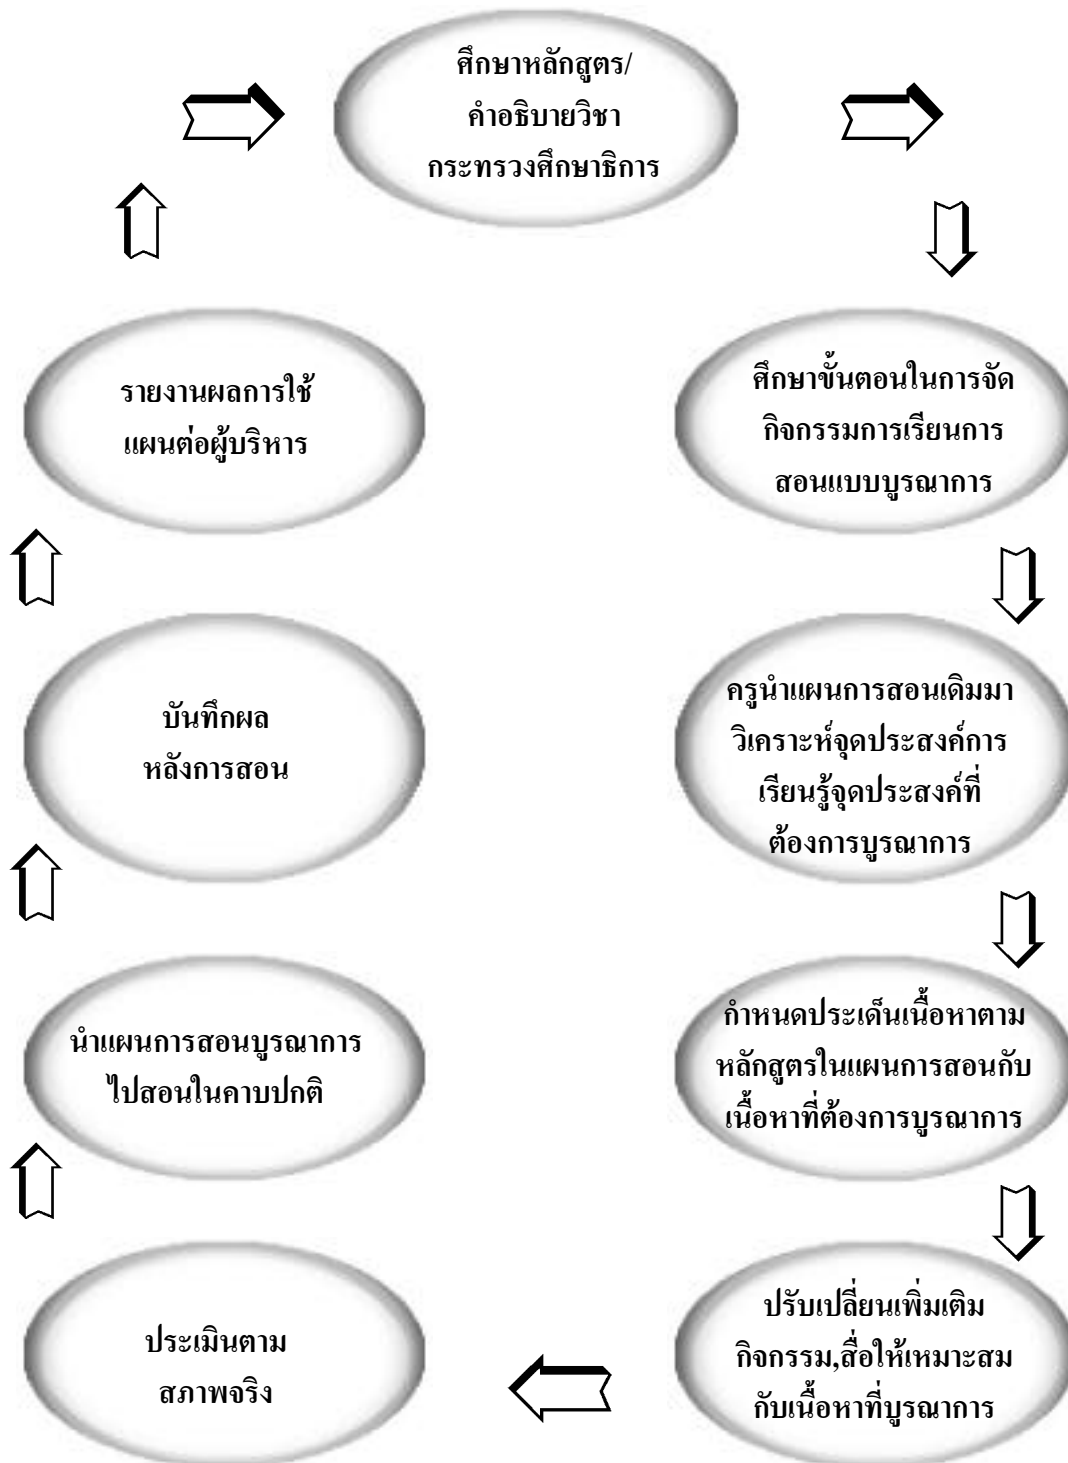 ศึกษาหลักสูตร/
คำอธิบายวิชา
กระทรวงศึกษาธิการ
ศึกษาขั้นตอนในการจัด
กิจกรรมการเรียนการ
สอนแบบบูรณาการ
ครูนำแผนการสอนเดิมมา
วิเคราะห์จุดประสงค์การ
เรียนรู้จุดประสงค์ที่
ต้องการบูรณาการ
กำหนดประเด็นเนื้อหาตาม
หลักสูตรในแผนการสอนกับ
เนื้อหาที่ต้องการบูรณาการ
ปรับเปลี่ยนเพิ่มเติม
กิจกรรม,สื่อให้เหมาะสม
กับเนื้อหาที่บูรณาการ
ประเมินตาม
สภาพจริง
นำแผนการสอนบูรณาการ
ไปสอนในคาบปกติ
บันทึกผล
หลังการสอน
รายงานผลการใช้
แผนต่อผู้บริหาร